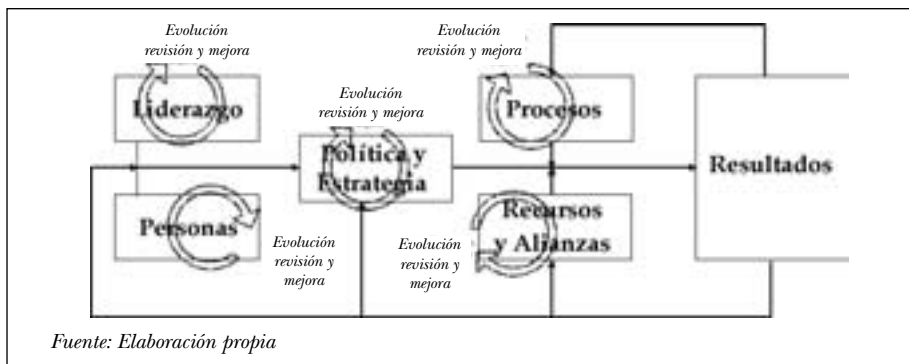 Evolución
revisión y mejora
Liderazgo
Evolución
revisión y mejora
Procesos
Evolución
revisión y mejora
Política y
Estrategia
Resultados
Personas
Evolución
revisión y
mejora
Evolución
revisión y
mejora
Recursos
y Alianzas
Fuente: Elaboración propia